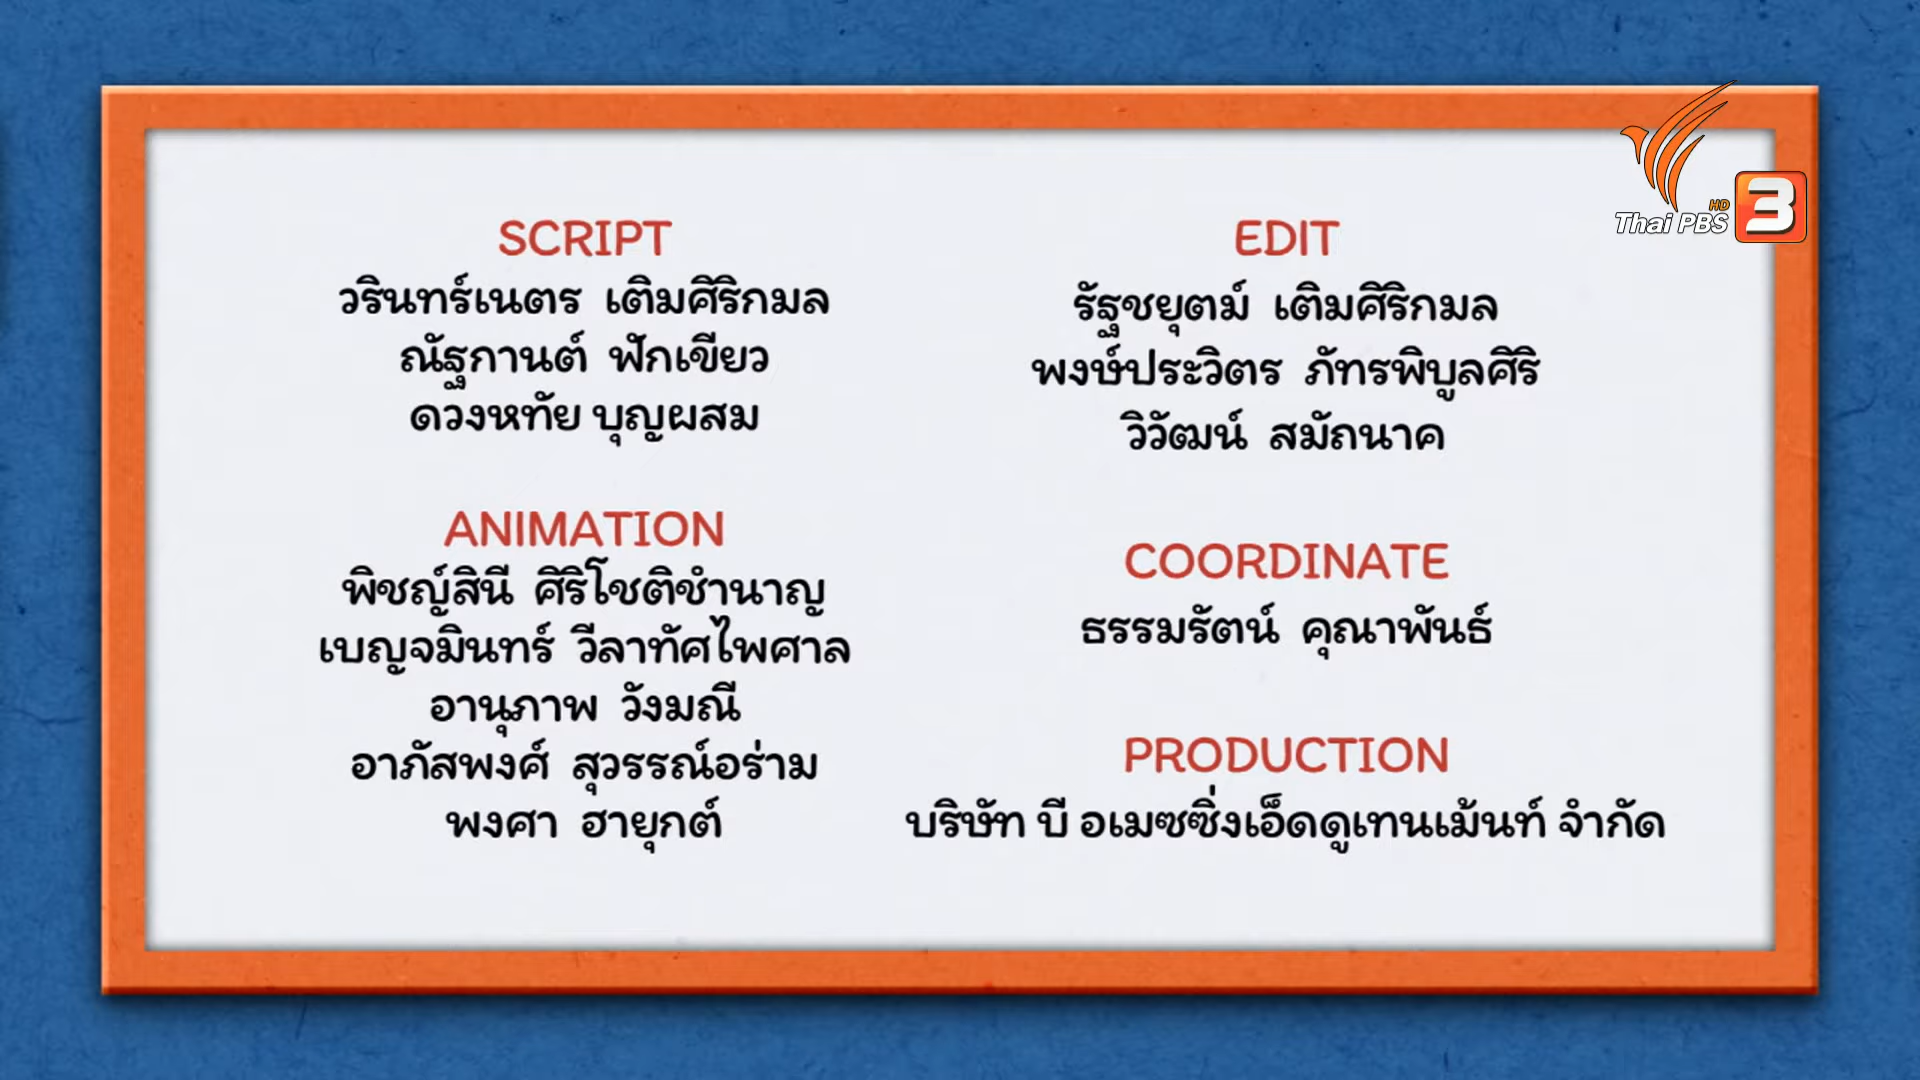 SCRIPT
วรินทร์เนตร เติมศิริกมล
ณัฐกานต์ ฟักเขียว
ดวงหทัย บุญผสม
ANIMATION
พิชญ์สินี ศิริโชติชำนาญ
เบญจมินทร์ วีลาทัศไพศาล
อานุภาพ วังมณี
อาภัสพงศ์ สุวรรณ์อร่าม
พงศา ฮายุกต์
EDIT
รัฐชยุตม์ เติมศิริกมล
พงษ์ประวิตร ภัทรพิบูลศิริ
วิวัฒน์ สมัถนาค
COORDINATE
ธรรมรัตน์ คุณาพันธ์
PRODUCTION
บริษัท บี อเมซซิ่งเอ็ดดูเทนเม้นท์ จำกัด
Thai PBS HD 3